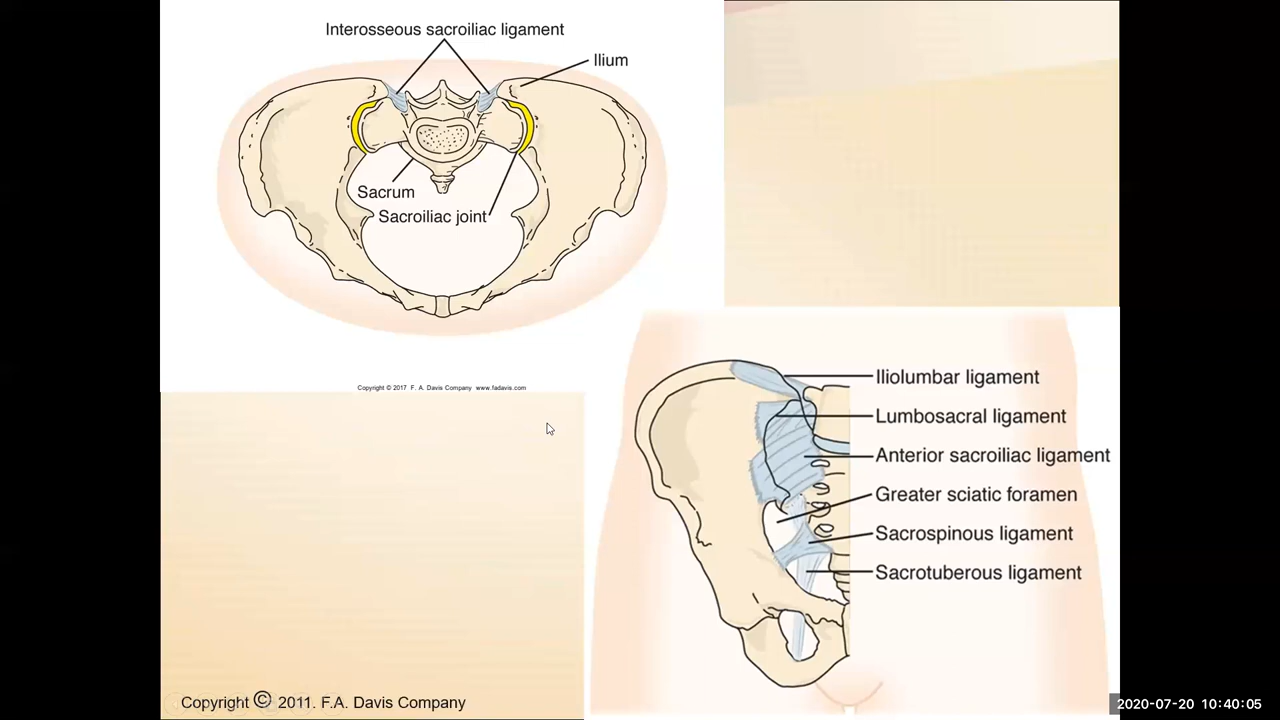 Interosseous sacroiliac ligament
Ilium
Sacrum
Sacroiliac joint
Copyright © 2017 F. A. Davis Company www.fadavis.com
Iliolumbar ligament
Lumbosacral ligament
Anterior sacroiliac ligament
Greater sciatic foramen
Sacrospinous ligament
Sacrotuberous ligament
Copyright © 2011. F.A. Davis Company
2020-07-20 10:40:05